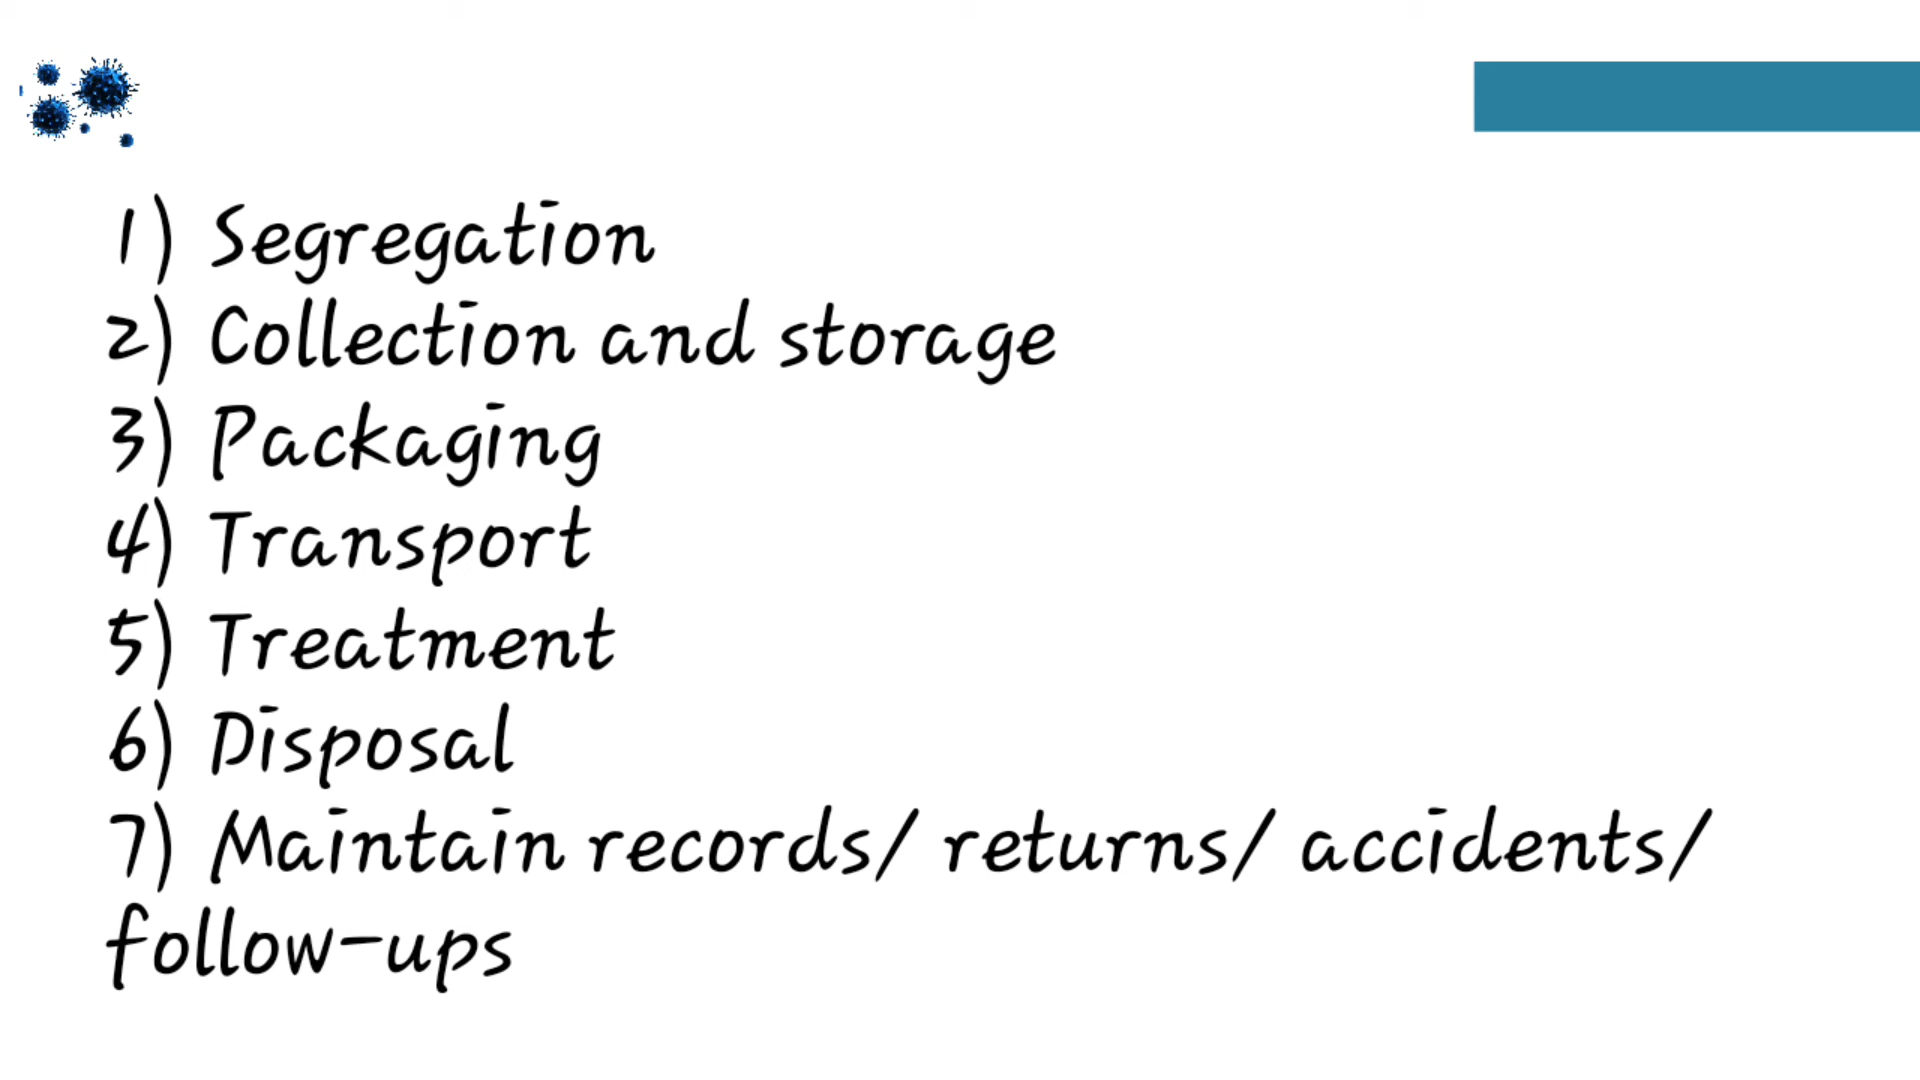 1) Segregation
2) Collection and storage
3) Packaging
4) Transport
5) Treatment
6) Disposal
7) Maintain records/ returns/ accidents/
follow-ups